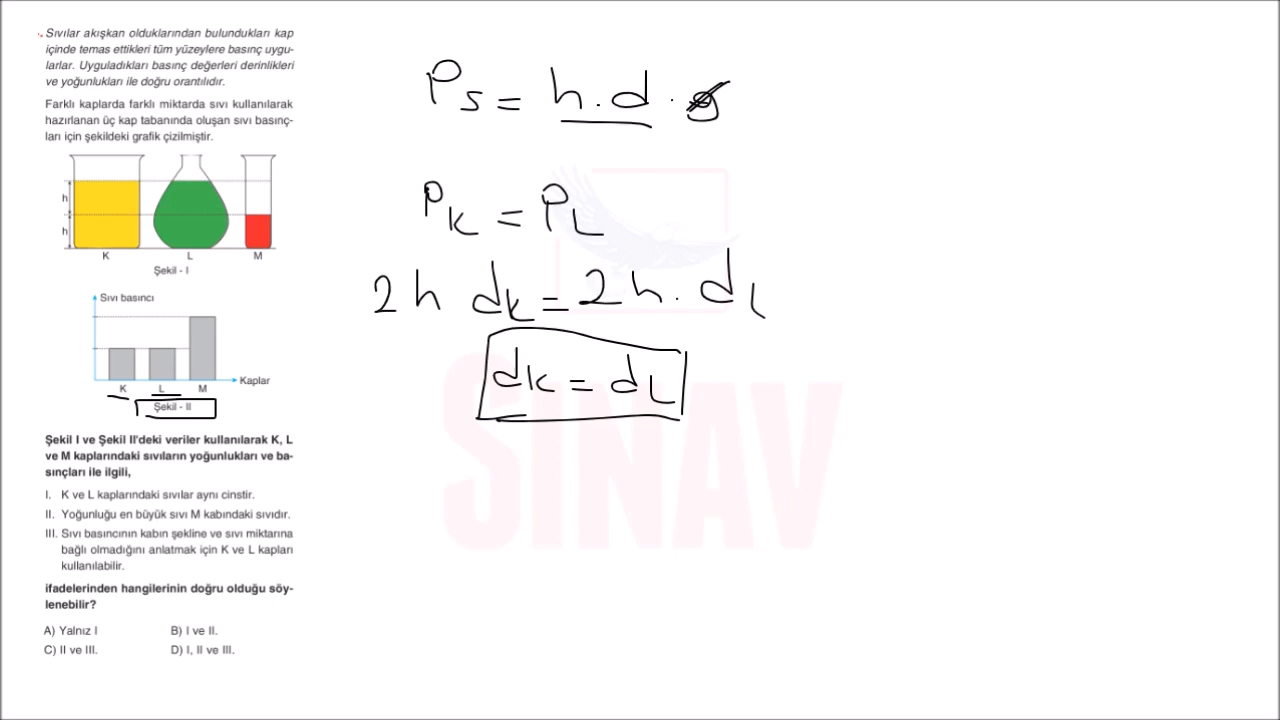 Sıvılar akışkan olduklarından bulundukları kap
içinde temas ettikleri tüm yüzeylere basınç uygu-
larlar. Uyguladıkları basınç değerleri derinlikleri
ve yoğunlukları ile doğru orantılıdır.
Farklı kaplarda farklı miktarda sıvı kullanılarak
hazırlanan üç kap tabanında oluşan sıvı basınç-
ları için şekildeki grafik çizilmiştir.
h
h
K L M
Şekil - I
Sıvı basıncı
K L M Kaplar
Şekil - II
Şekil I ve Şekil II'deki veriler kullanılarak K, L
ve M kaplarındaki sıvıların yoğunlukları ve ba-
sınçları ile ilgili,
I. K ve L kaplarındaki sıvılar aynı cinstir.
II. Yoğunluğu en büyük sıvı M kabındaki sıvıdır.
III. Sıvı basıncının kabın şekline ve sıvı miktarına
bağlı olmadığını anlatmak için K ve L kapları
kullanılabilir.
ifadelerinden hangilerinin doğru olduğu söy-
lenebilir?
A) Yalnız I B) I ve II.
C) II ve III. D) I, II ve III.
PS = h.d.g
PK = PL
2h dK = 2h.dL
dK = dL
SINAV